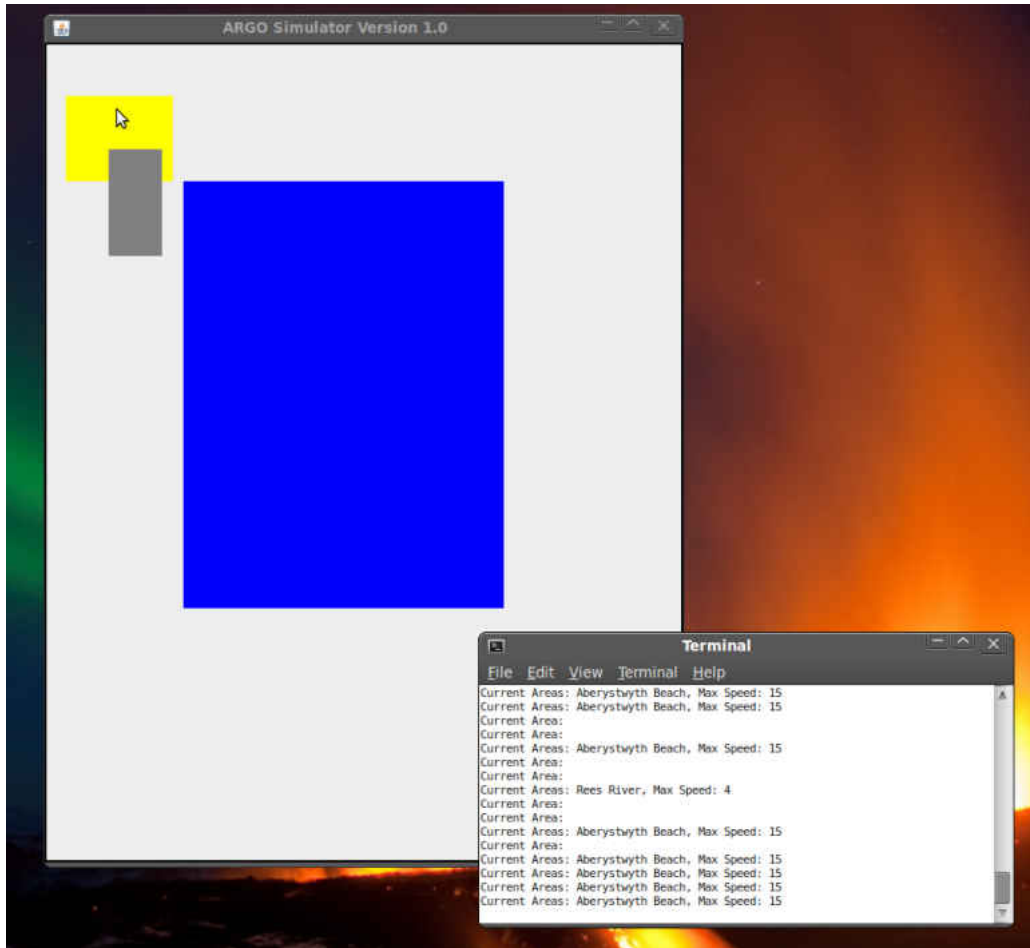 ARGO Simulator Version 1.0
Terminal
File Edit View Terminal Help
Current Areas: Aberystwyth Beach, Max Speed: 15
Current Areas: Aberystwyth Beach, Max Speed: 15
Current Area:
Current Area:
Current Areas: Aberystwyth Beach, Max Speed: 15
Current Area:
Current Area:
Current Areas: Rees River, Max Speed: 4
Current Area:
Current Area:
Current Areas: Aberystwyth Beach, Max Speed: 15
Current Area:
Current Areas: Aberystwyth Beach, Max Speed: 15
Current Areas: Aberystwyth Beach, Max Speed: 15
Current Areas: Aberystwyth Beach, Max Speed: 15
Current Areas: Aberystwyth Beach, Max Speed: 15